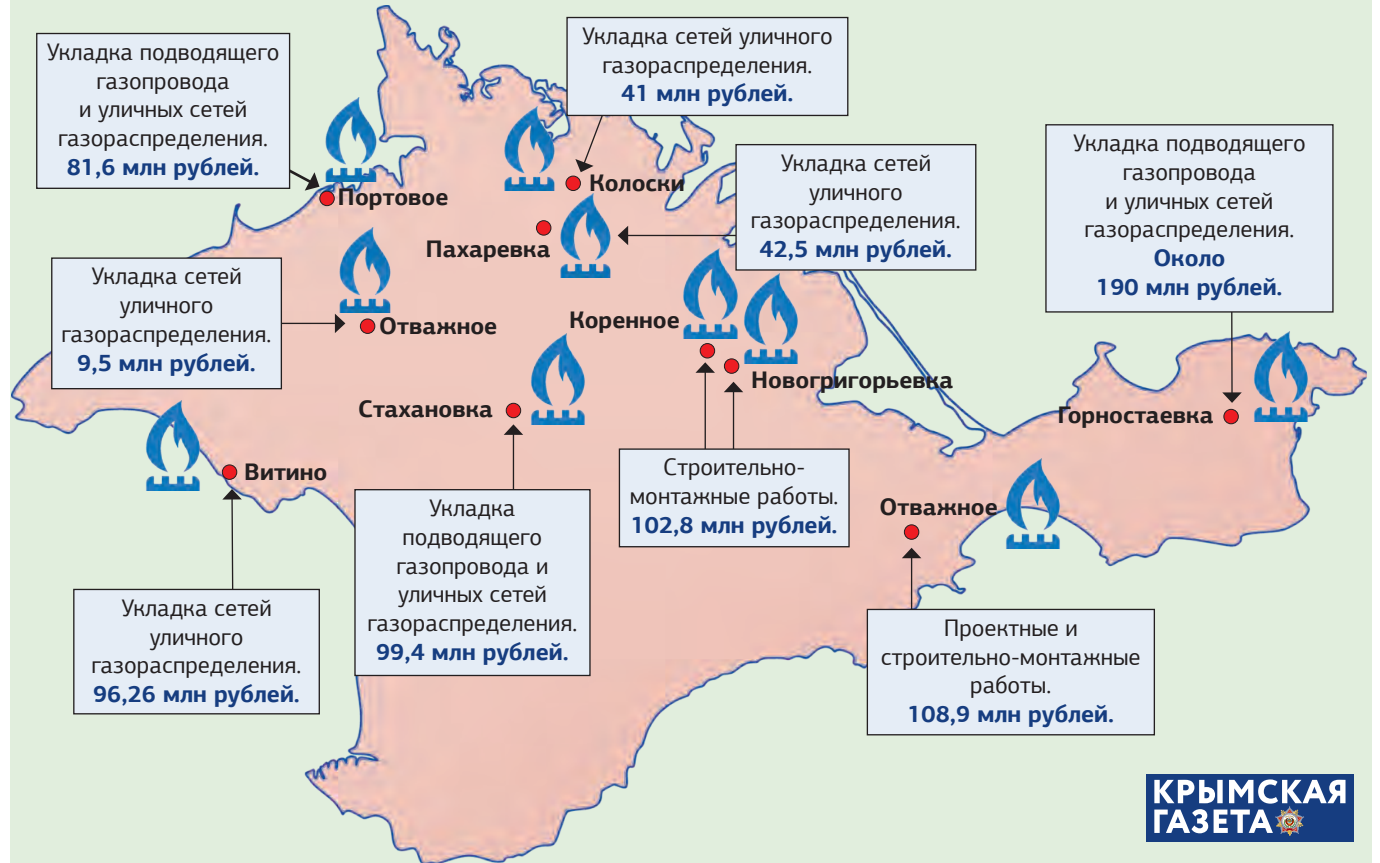 Укладка подводящего
газопровода
и уличных сетей
газораспределения.
81,6 млн рублей.
Портовое
Укладка сетей уличного
газораспределения.
41 млн рублей.
Колоски
Укладка сетей
уличного
газораспределения.
42,5 млн рублей.
Пахаревка
Укладка подводящего
газопровода
и уличных сетей
газораспределения.
Около
190 млн рублей.
Горностаевка
Укладка сетей
уличного
газораспределения.
9,5 млн рублей.
Отважное
Коренное
Новогригорьевка
Строительно-
монтажные работы.
102,8 млн рублей.
Стахановка
Укладка
подводящего
газопровода и
уличных сетей
газораспределения.
99,4 млн рублей.
Витино
Укладка сетей
уличного
газораспределения.
96,26 млн рублей.
Отважное
Проектные и
строительно-монтажные
работы.
108,9 млн рублей.
КРЫМСКАЯ
ГАЗЕТА